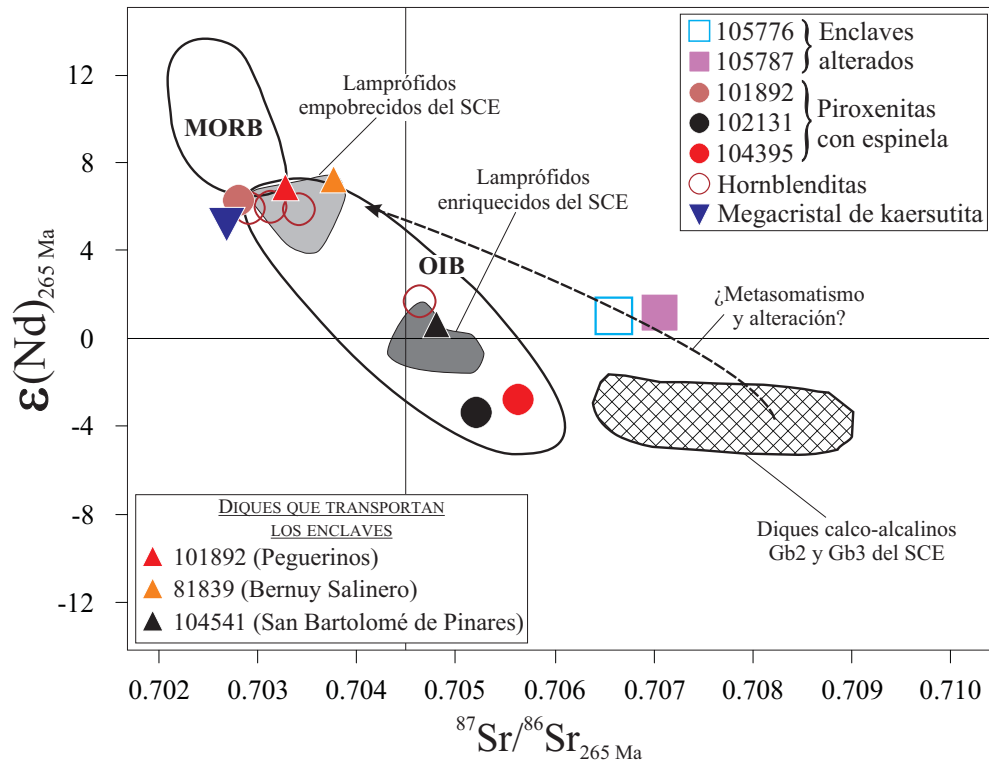 105776
105787
Enclaves
alterados
101892
102131
104395
Piroxenitas
con espinela
Hornblenditas
Megacristal de kaersutita
Lamprófidos
empobrecidos del SCE
MORB
Lamprófidos
enriquecidos del SCE
OIB
¿Metasomatismo
y alteración?
Diques calco-alcalinos
Gb2 y Gb3 del SCE
DIQUES QUE TRANSPORTAN
LOS ENCLAVES
101892 (Peguerinos)
81839 (Bernuy Salinero)
104541 (San Bartolomé de Pinares)
ε(Nd)265 Ma
12
8
4
0
-4
-8
-12
0.702 0.703 0.704 0.705 0.706 0.707 0.708 0.709 0.710
87Sr/86Sr265 Ma